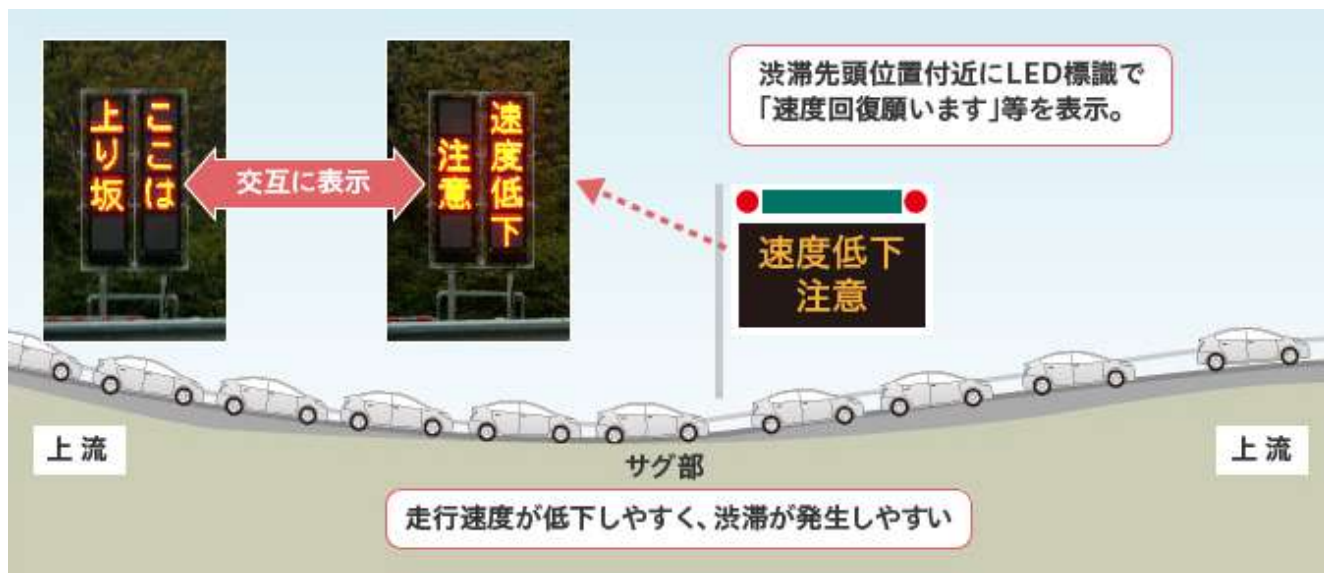 ここは
上り坂
交互に表示
速度低下
注意
渋滞先頭位置付近にLED標識で
「速度回復願います」等を表示。
速度低下
注意
上流
サグ部
上流
走行速度が低下しやすく、渋滞が発生しやすい